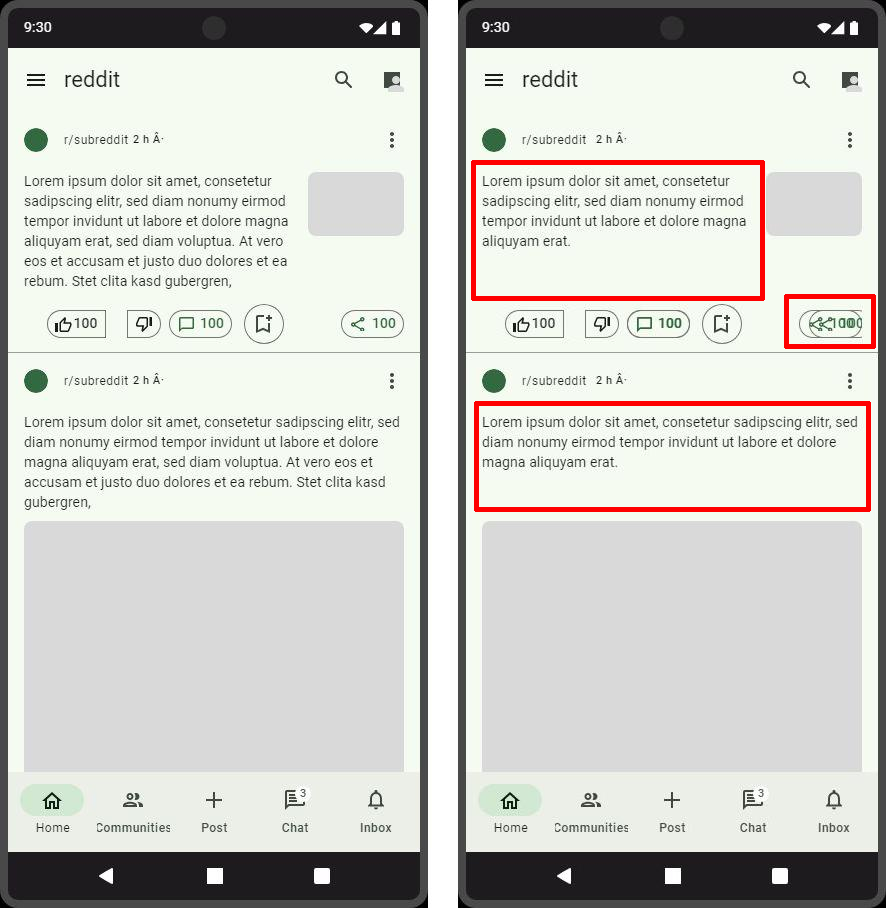 9:30
reddit
r/subreddit 2 h Â·
Lorem ipsum dolor sit amet, consetetur
sadipscing elitr, sed diam nonumy eirmod
tempor invidunt ut labore et dolore magna
aliquyam erat, sed diam voluptua. At vero
eos et accusam et justo duo dolores et ea
rebum. Stet clita kasd gubergren,
100
100
100
r/subreddit 2 h Â·
Lorem ipsum dolor sit amet, consetetur sadipscing elitr, sed
diam nonumy eirmod tempor invidunt ut labore et dolore
magna aliquyam erat, sed diam voluptua. At vero eos et
accusam et justo duo dolores et ea rebum. Stet clita kasd
gubergren,
3
Home
Communities
Post
Chat
Inbox
9:30
reddit
r/subreddit 2 h Â·
Lorem ipsum dolor sit amet, consetetur
sadipscing elitr, sed diam nonumy eirmod
tempor invidunt ut labore et dolore magna
aliquyam erat.
100
100
r/subreddit 2 h Â·
Lorem ipsum dolor sit amet, consetetur sadipscing elitr, sed
diam nonumy eirmod tempor invidunt ut labore et dolore
magna aliquyam erat.
3
Home
Communities
Post
Chat
Inbox